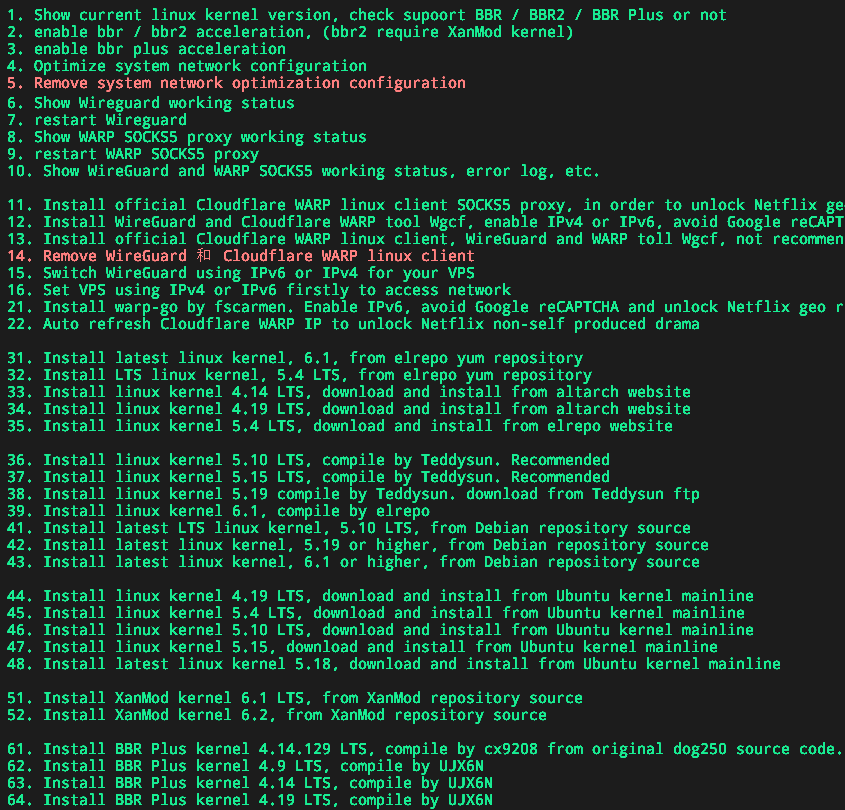 1. Show current linux kernel version, check supoort BBR / BBR2 / BBR Plus or not
2. enable bbr / bbr2 acceleration, (bbr2 require XanMod kernel)
3. enable bbr plus acceleration
4. Optimize system network configuration
5. Remove system network optimization configuration
6. Show Wireguard working status
7. restart Wireguard
8. Show WARP SOCKS5 proxy working status
9. restart WARP SOCKS5 proxy
10. Show WireGuard and WARP SOCKS5 working status, error log, etc.
11. Install official Cloudflare WARP linux client SOCKS5 proxy, in order to unlock Netflix ge
12. Install WireGuard and Cloudflare WARP tool Wgcf, enable IPv4 or IPv6, avoid Google reCAPT
13. Install official Cloudflare WARP linux client, WireGuard and WARP toll Wgcf, not recommen
14. Remove WireGuard 和 Cloudflare WARP linux client
15. Switch WireGuard using IPv6 or IPv4 for your VPS
16. Set VPS using IPv4 or IPv6 firstly to access network
21. Install warp-go by fscarmen. Enable IPv6, avoid Google reCAPTCHA and unlock Netflix geo r
22. Auto refresh Cloudflare WARP IP to unlock Netflix non-self produced drama
31. Install latest linux kernel, 6.1, from elrepo yum repository
32. Install LTS linux kernel, 5.4 LTS, from elrepo yum repository
33. Install linux kernel 4.14 LTS, download and install from altarch website
34. Install linux kernel 4.19 LTS, download and install from altarch website
35. Install linux kernel 5.4 LTS, download and install from elrepo website
36. Install linux kernel 5.10 LTS, compile by Teddysun. Recommended
37. Install linux kernel 5.15 LTS, compile by Teddysun. Recommended
38. Install linux kernel 5.19 compile by Teddysun. download from Teddysun ftp
39. Install linux kernel 6.1, compile by elrepo
41. Install latest LTS linux kernel, 5.10 LTS, from Debian repository source
42. Install latest linux kernel, 5.19 or higher, from Debian repository source
43. Install latest linux kernel, 6.1 or higher, from Debian repository source
44. Install linux kernel 4.19 LTS, download and install from Ubuntu kernel mainline
45. Install linux kernel 5.4 LTS, download and install from Ubuntu kernel mainline
46. Install linux kernel 5.10 LTS, download and install from Ubuntu kernel mainline
47. Install linux kernel 5.15, download and install from Ubuntu kernel mainline
48. Install latest linux kernel 5.18, download and install from Ubuntu kernel mainline
51. Install XanMod kernel 6.1 LTS, from XanMod repository source
52. Install XanMod kernel 6.2, from XanMod repository source
61. Install BBR Plus kernel 4.14.129 LTS, compile by cx9208 from original dog250 source code.
62. Install BBR Plus kernel 4.9 LTS, compile by UJX6N
63. Install BBR Plus kernel 4.14 LTS, compile by UJX6N
64. Install BBR Plus kernel 4.19 LTS, compile by UJX6N